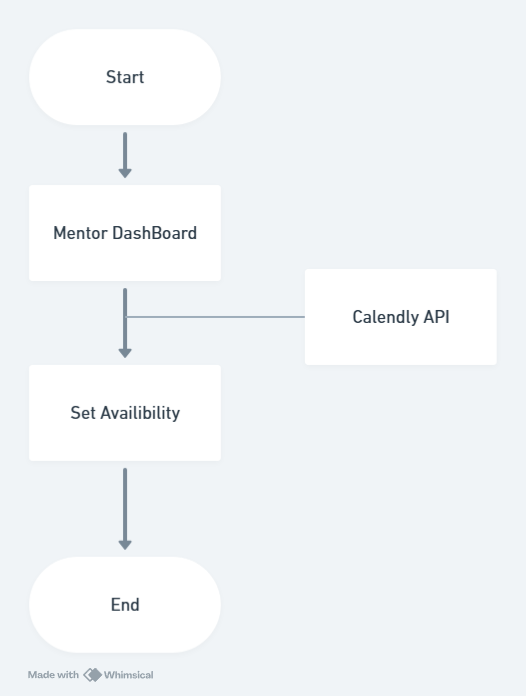 Start
Mentor DashBoard
Calendly API
Set Availibility
End
Made with Whimsical